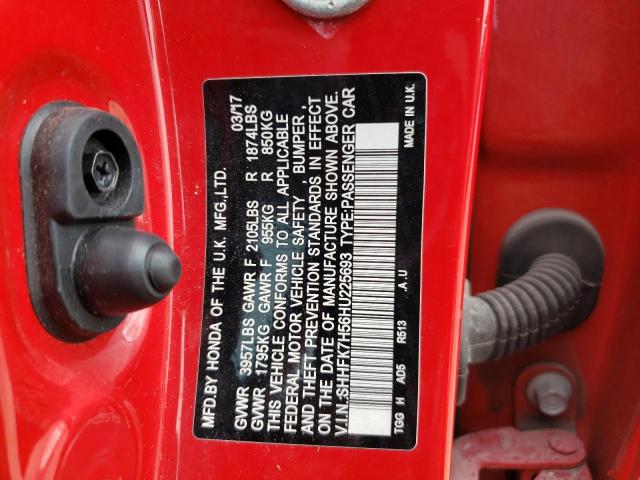 MFD.BY HONDA OF THE U.K. MFG.,LTD. 03/17
GVWR 3957LBS GAWR F 2105LBS R 1874LBS
GVWR 1795KG GAWR F 955KG R 850KG
THIS VEHICLE CONFORMS TO ALL APPLICABLE
FEDERAL MOTOR VEHICLE SAFETY , BUMPER ,
AND THEFT PREVENTION STANDARDS IN EFFECT
ON THE DATE OF MANUFACTURE SHOWN ABOVE.
V.I.N.:SHHFK7H56HU225693 TYPE:PASSENGER CAR
TGG H AD5 R513 .A.U MADE IN U.K.